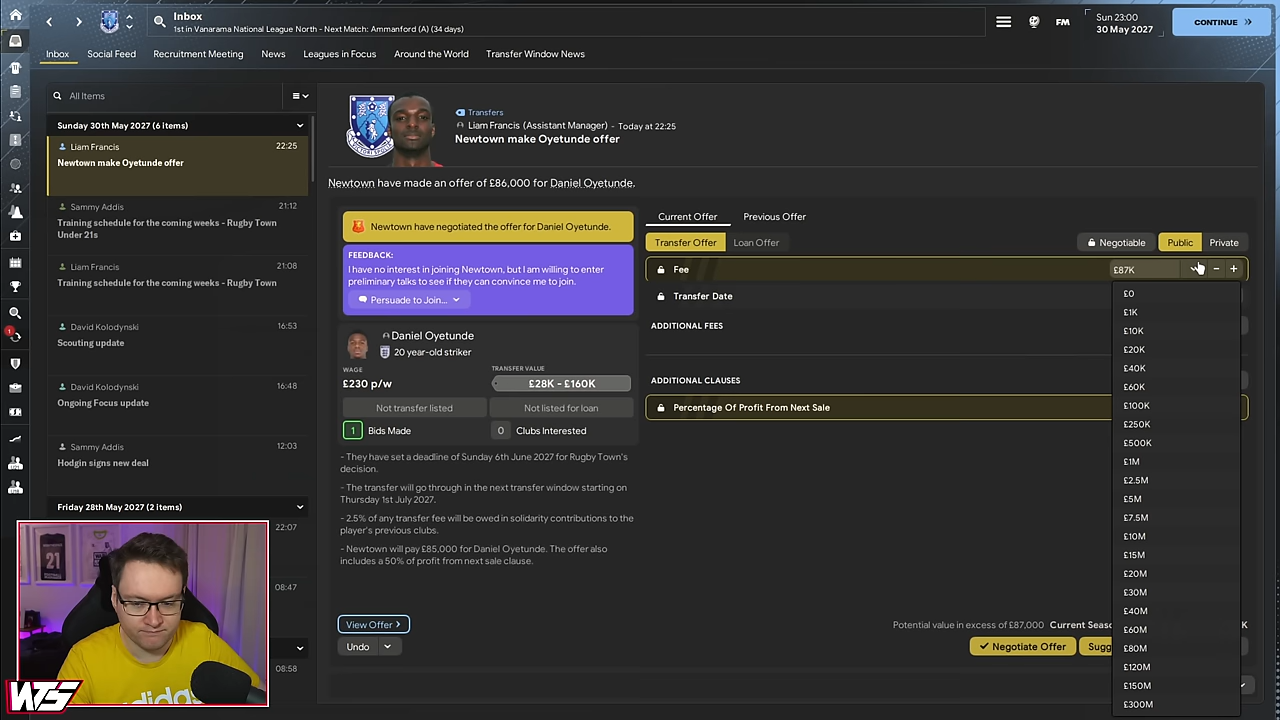 Inbox
1st in Vanarama National League North - Next Match: Ammanford (A) (34 days)
FM
Sun 23:00
30 May 2027
CONTINUE
Inbox
Social Feed
Recruitment Meeting
News
Leagues in Focus
Around the World
Transfer Window News
All Items
Sunday 30th May 2027 (6 items)
Liam Francis
22:25
Newtown make Oyetunde offer
Sammy Addis
21:12
Training schedule for the coming weeks - Rugby Town
Under 21s
Liam Francis
21:08
Training schedule for the coming weeks - Rugby Town
David Kolodynski
16:53
Scouting update
1
David Kolodynski
16:48
Ongoing Focus update
Sammy Addis
12:03
Hodgin signs new deal
Friday 28th May 2027 (2 items)
22:07
08:47
08:58
21
adidas
WTS
Transfers
Liam Francis (Assistant Manager) - Today at 22:25
Newtown make Oyetunde offer
Newtown have made an offer of £86,000 for Daniel Oyetunde.
Newtown have negotiated the offer for Daniel Oyetunde.
FEEDBACK:
I have no interest in joining Newtown, but I am willing to enter
preliminary talks to see if they can convince me to join.
Persuade to Join...
Daniel Oyetunde
20 year-old striker
WAGE
TRANSFER VALUE
£230 p/w
£28K - £160K
Not transfer listed
Not listed for loan
1
Bids Made
0
Clubs Interested
- They have set a deadline of Sunday 6th June 2027 for Rugby Town's
decision.
- The transfer will go through in the next transfer window starting on
Thursday 1st July 2027.
- 2.5% of any transfer fee will be owed in solidarity contributions to the
player's previous clubs.
- Newtown will pay £85,000 for Daniel Oyetunde. The offer also
includes a 50% of profit from next sale clause.
View Offer
Undo
Current Offer
Previous Offer
Transfer Offer
Loan Offer
Negotiable
Public
Private
Fee
£87K
Transfer Date
ADDITIONAL FEES
ADDITIONAL CLAUSES
Percentage Of Profit From Next Sale
£0
£1K
£10K
£20K
£40K
£60K
£100K
£250K
£500K
£1M
£2.5M
£5M
£7.5M
£10M
£15M
£20M
£30M
£40M
£60M
£80M
£120M
£150M
£300M
Potential value in excess of £87,000
Current Seas
K
Negotiate Offer
Sugg